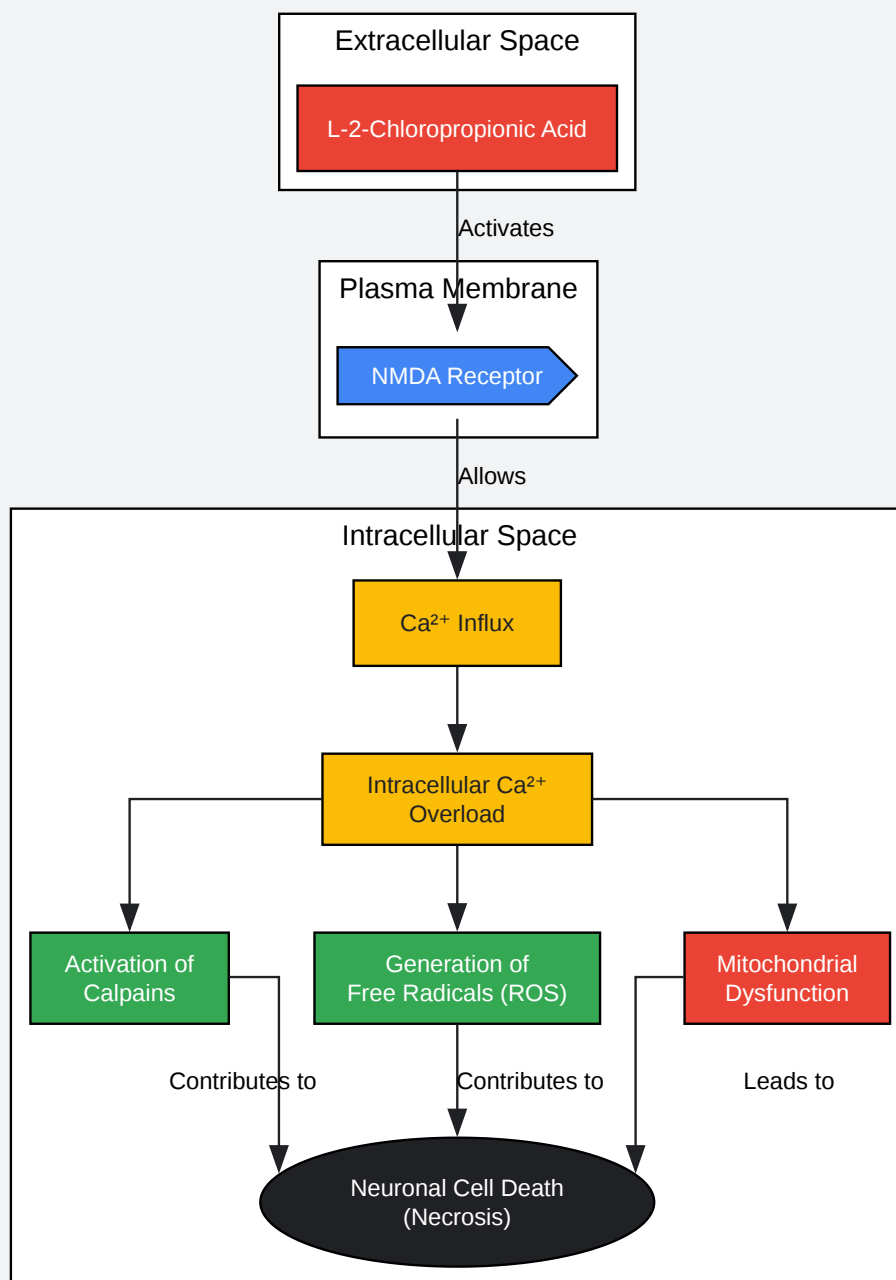 Extracellular Space
L-2-Chloropropionic Acid
Activates
Plasma Membrane
NMDA Receptor
Allows
Intracellular Space
Ca²⁺ Influx
Intracellular Ca²⁺
Overload
Activation of
Calpains
Generation of
Free Radicals (ROS)
Mitochondrial
Dysfunction
Contributes to
Contributes to
Leads to
Neuronal Cell Death
(Necrosis)